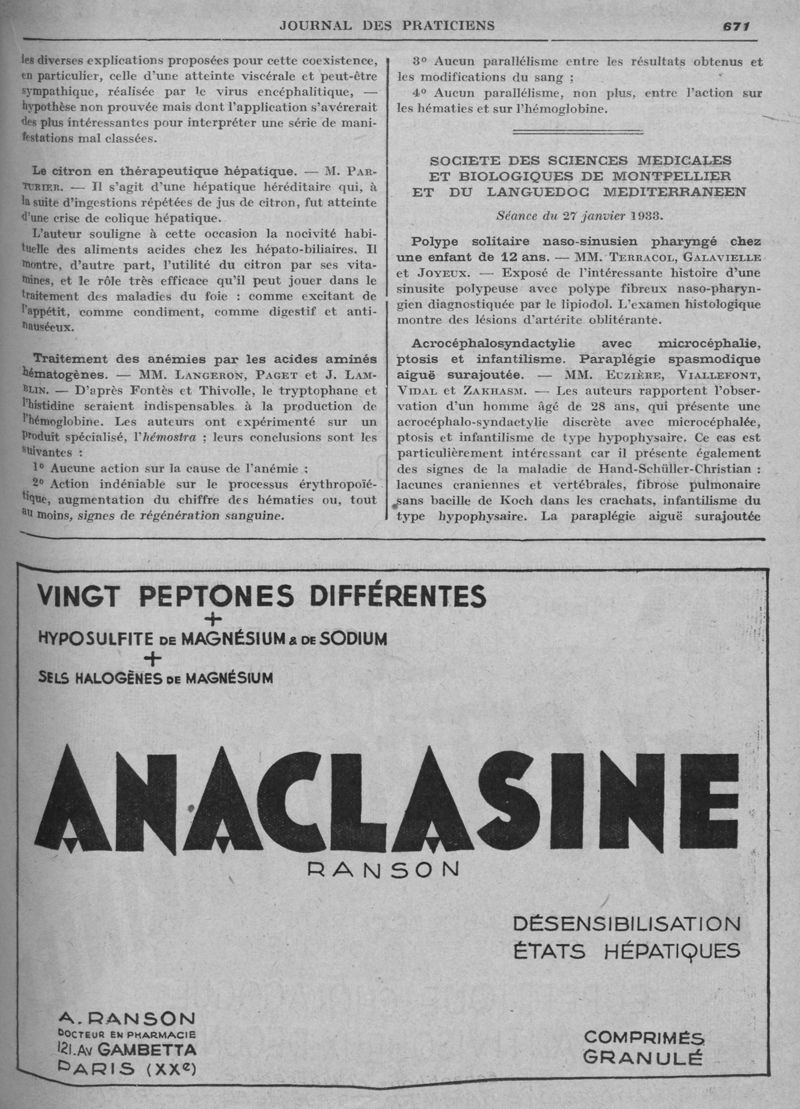 JOURNAL DES PRATICIENS
671
les diverses explications proposées pour cette coexistence,
en particulier, celle d'une atteinte viscérale et peut-être
sympathique, réalisée par le virus encéphalitique, —
hypothèse non prouvée mais dont l'application s'avérerait
des plus intéressantes pour interpréter une série de mani-
festations mal classées.
Le citron en thérapeutique hépatique. — M. PAR-
TURIER. — Il s'agit d'une hépatique héréditaire qui, à
la suite d'ingestions répétées de jus de citron, fut atteinte
d'une crise de colique hépatique.
L'auteur souligne à cette occasion la nocivité habi-
tuelle des aliments acides chez les hépato-biliaires. Il
montre, d'autre part, l'utilité du citron par ses vita-
mines, et le rôle très efficace qu'il peut jouer dans le
traitement des maladies du foie : comme excitant de
l'appétit, comme condiment, comme digestif et anti-
nauséeux.
Traitement des anémies par les acides aminés
hématogènes. — MM. LANGERON, PAGET et J. LAM-
BLIN. — D'après Fontès et Thivolle, le tryptophane et
l'histidine seraient indispensables à la production de
l'hémoglobine. Les auteurs ont expérimenté sur un
produit spécialisé, l'hémostra ; leurs conclusions sont les
suivantes :
1° Aucune action sur la cause de l'anémie ;
2° Action indéniable sur le processus érythropoïé-
tique, augmentation du chiffre des hématies ou, tout
au moins, signes de régénération sanguine.
3° Aucun parallélisme entre les résultats obtenus et
les modifications du sang ;
4° Aucun parallélisme, non plus, entre l'action sur
les hématies et sur l'hémoglobine.
SOCIETE DES SCIENCES MEDICALES
ET BIOLOGIQUES DE MONTPELLIER
ET DU LANGUEDOC MEDITERRANEEN
Séance du 27 janvier 1933.
Polype solitaire naso-sinusien pharyngé chez
une enfant de 12 ans. — MM. TERRACOL, GALAVIELLE
et JOYEUX. — Exposé de l'intéressante histoire d'une
sinusite polypeuse avec polype fibreux naso-pharyn-
gien diagnostiquée par le lipiodol. L'examen histologique
montre des lésions d'artérite oblitérante.
Acrocéphalosyndactylie avec microcéphalie,
ptosis et infantilisme. Paraplégie spasmodique
aiguë surajoutée. — MM. EUZIÈRE, VIALLEFONT,
VIDAL et ZAKHASM. — Les auteurs rapportent l'obser-
vation d'un homme âgé de 28 ans, qui présente une
acrocéphalo-syndactylie discrète avec microcéphalée,
ptosis et infantilisme de type hypophysaire. Ce cas est
particulièrement intéressant car il présente également
des signes de la maladie de Hand-Schüller-Christian :
lacunes craniennes et vertébrales, fibrose pulmonaire
sans bacille de Koch dans les crachats, infantilisme du
type hypophysaire. La paraplégie aiguë surajoutée
VINGT PEPTONES DIFFÉRENTES
+
HYPOSULFITE DE MAGNÉSIUM & DE SODIUM
+
SELS HALOGÈNES DE MAGNÉSIUM
ANACLASINE
RANSON
DÉSENSIBILISATION
ÉTATS HÉPATIQUES
A. RANSON
DOCTEUR EN PHARMACIE
121. AV GAMBETTA
PARIS (XXe)
COMPRIMÉS
GRANULÉ